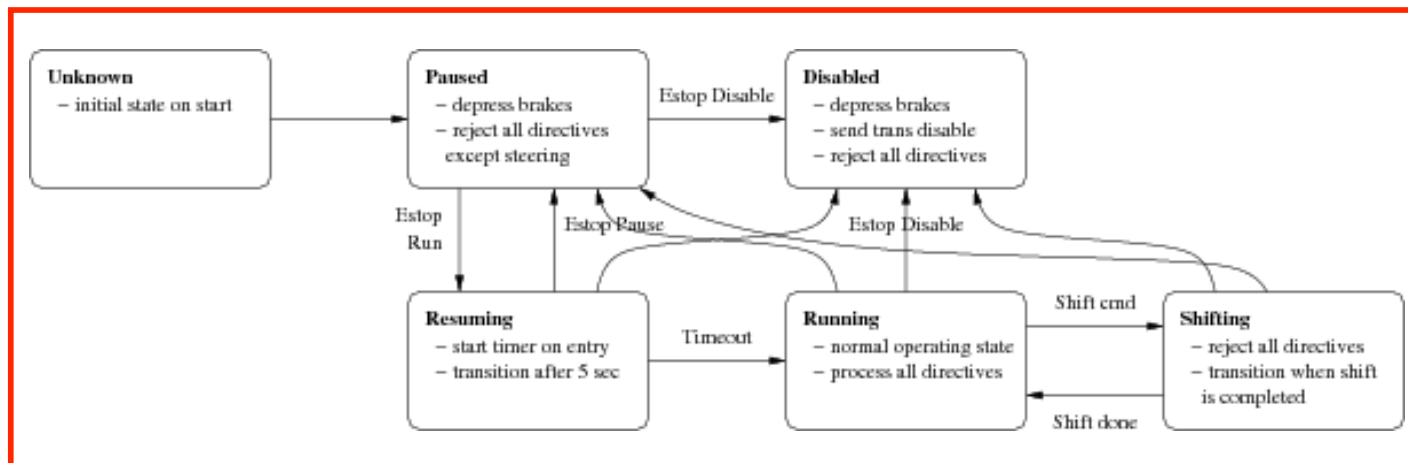 Unknown
– initial state on start
Paused
– depress brakes
– reject all directives
except steering
Estop Disable
Disabled
– depress brakes
– send trans disable
– reject all directives
Estop
Run
Estop Pause
Estop Disable
Resuming
– start timer on entry
– transition after 5 sec
Timeout
Running
– normal operating state
– process all directives
Shift cmd
Shift done
Shifting
– reject all directives
– transition when shift
is completed